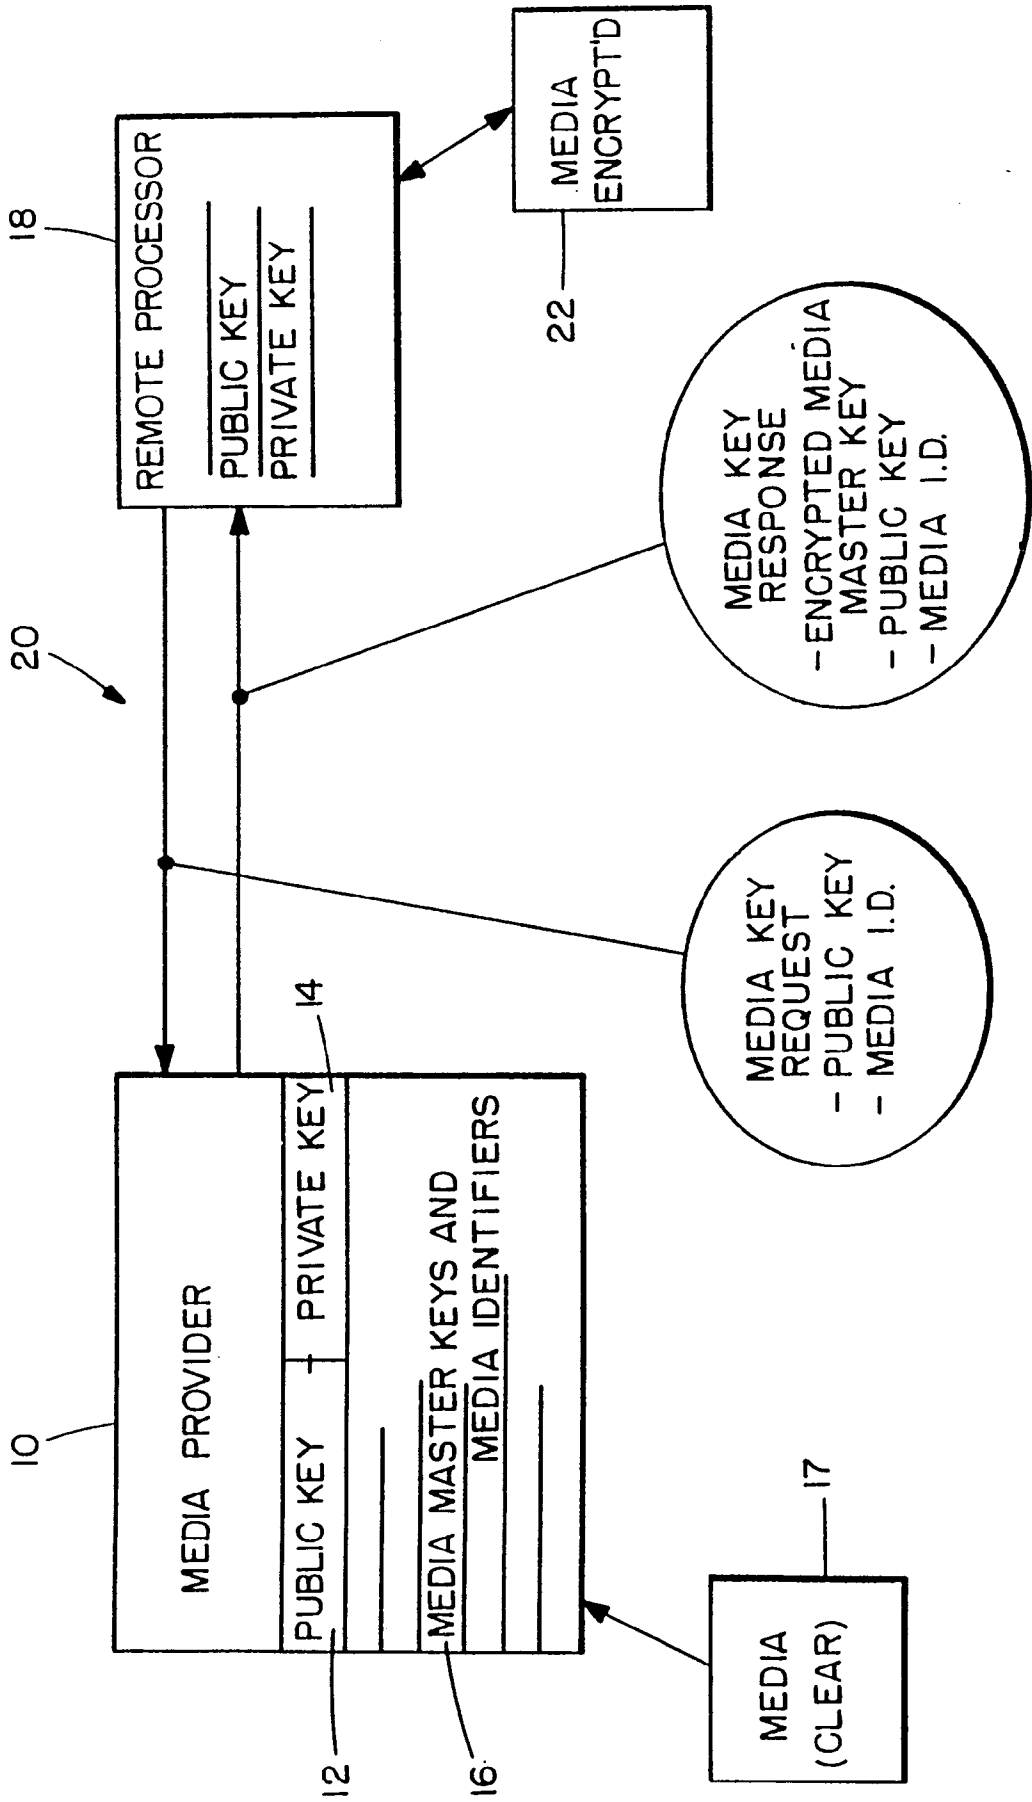 10
MEDIA PROVIDER
12
PUBLIC KEY
PRIVATE KEY
14
16
MEDIA MASTER KEYS AND
MEDIA IDENTIFIERS
MEDIA
(CLEAR)
17
20
18
REMOTE PROCESSOR
PUBLIC KEY
PRIVATE KEY
22
MEDIA
ENCRYPT'D
MEDIA KEY
REQUEST
- PUBLIC KEY
- MEDIA I.D.
MEDIA KEY
RESPONSE
- ENCRYPTED MEDIA
MASTER KEY
- PUBLIC KEY
- MEDIA I.D.